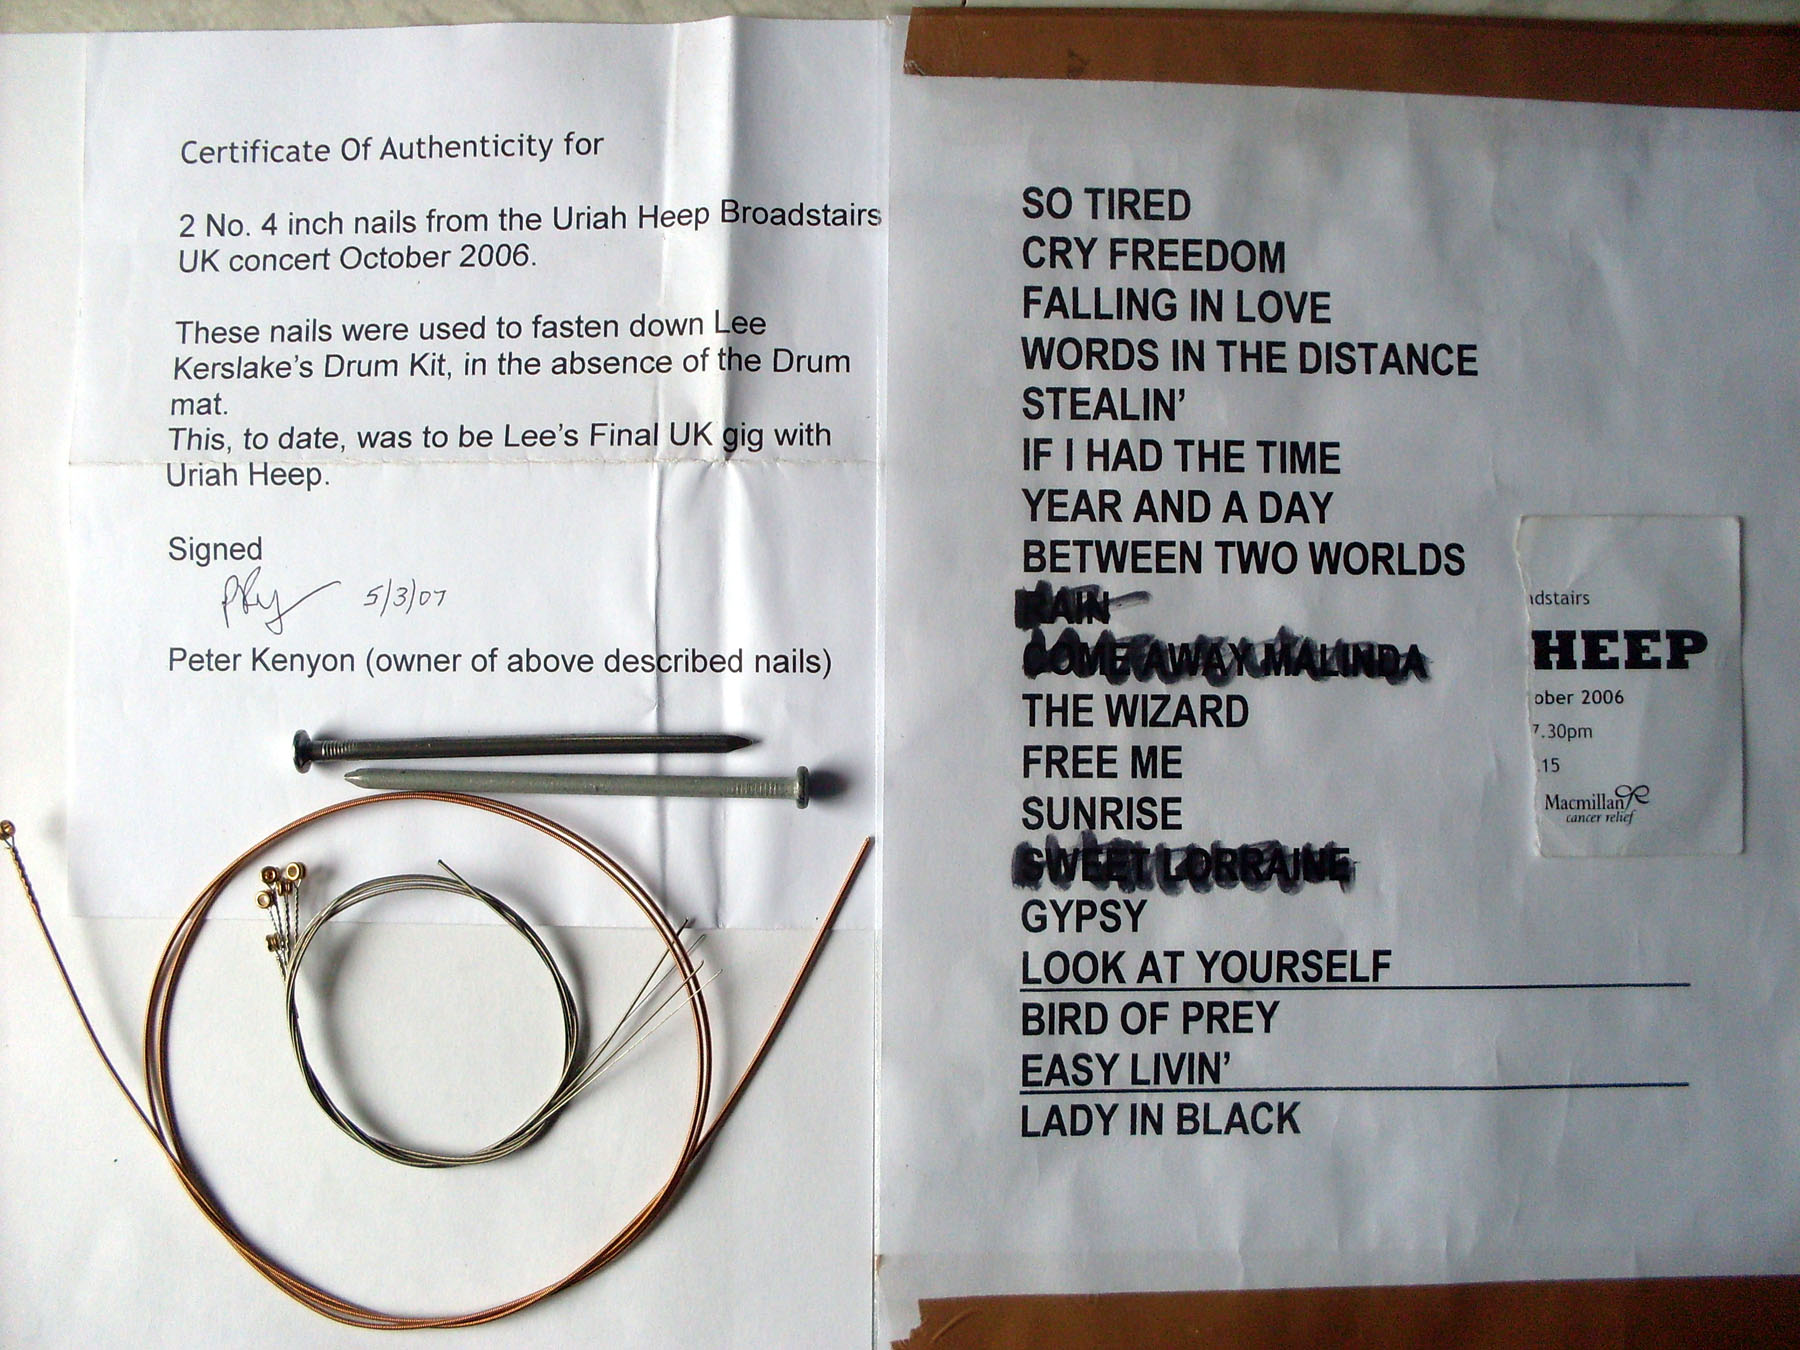 Certificate Of Authenticity for
2 No. 4 inch nails from the Uriah Heep Broadstairs
UK concert October 2006.
These nails were used to fasten down Lee
Kerslake's Drum Kit, in the absence of the Drum
mat.
This, to date, was to be Lee's Final UK gig with
Uriah Heep.
Signed
5/3/07
Peter Kenyon (owner of above described nails)
SO TIRED
CRY FREEDOM
FALLING IN LOVE
WORDS IN THE DISTANCE
STEALIN'
IF I HAD THE TIME
YEAR AND A DAY
BETWEEN TWO WORLDS
RAIN
COME AWAY MALINDA
THE WIZARD
FREE ME
SUNRISE
SWEET LORRAINE
GYPSY
LOOK AT YOURSELF
BIRD OF PREY
EASY LIVIN'
LADY IN BLACK
dstairs
HEEP
ober 2006
7.30pm
.15
Macmillan
cancer relief